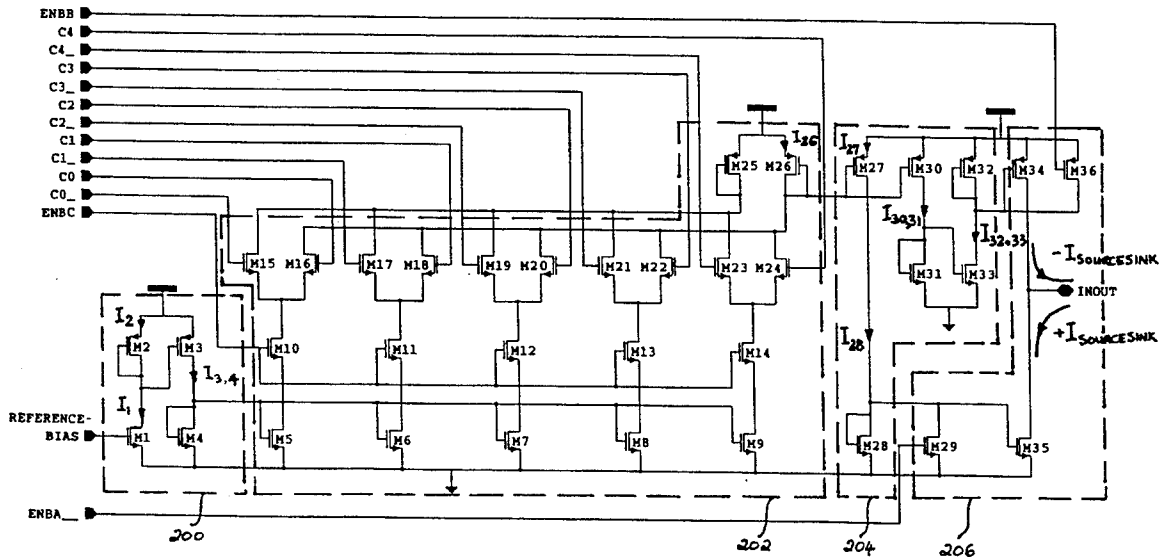 ENBB
C4
C4_
C3
C3_
C2
C2_
C1
C1_
C0
C0_
ENBC
I26
M25 M26
I27
M27 M30 M32 M34 M36
I30,31
I32,33
-I SOURCESINK
M15 M16 M17 M18 M19 M20 M21 M22 M23 M24
M31 M33
INOUT
+I SOURCESINK
I2
M2 M3
M10 M11 M12 M13 M14
I28
I3,4
I1
REFERENCE-
BIAS
M1 M4 M5 M6 M7 M8 M9 M28 M29 M35
ENBA__
200 202 204 206